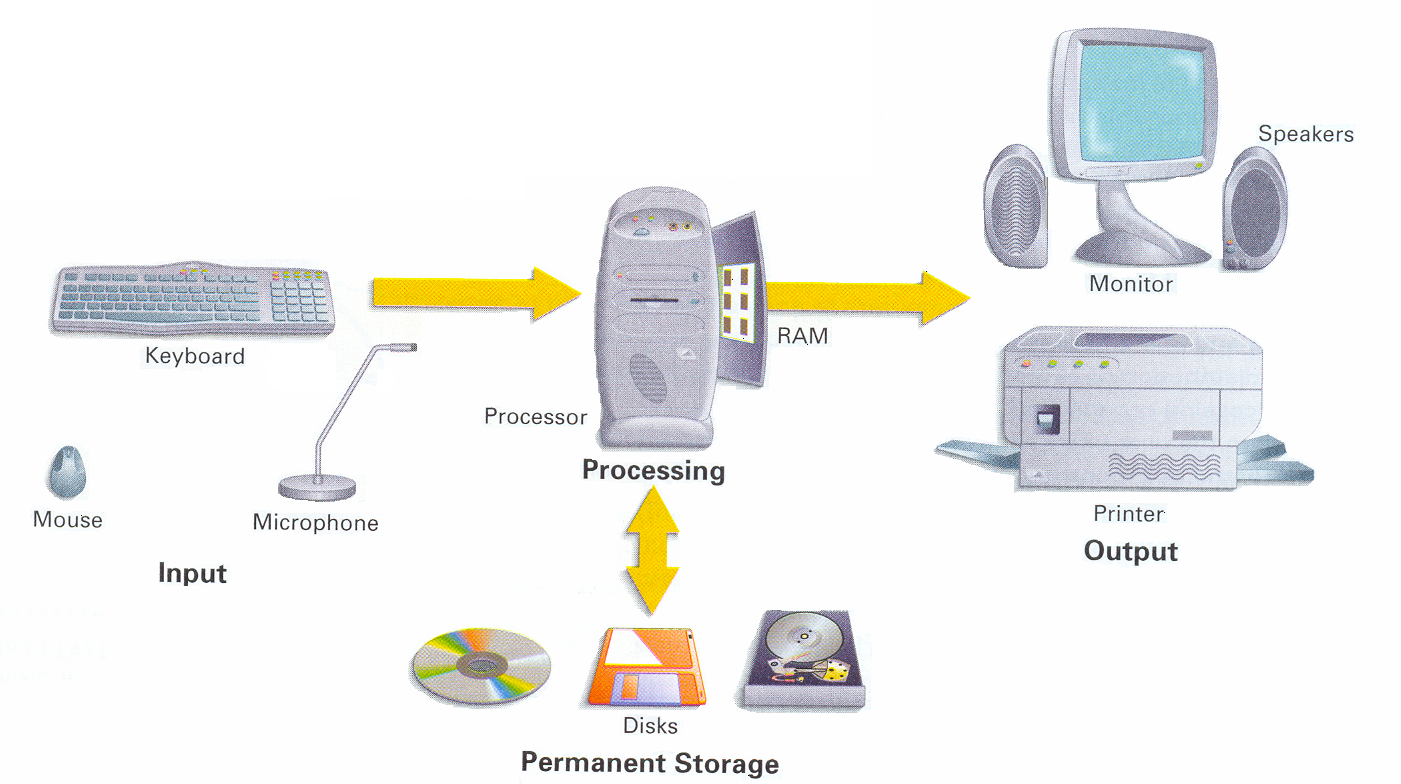 Speakers
Monitor
Keyboard
RAM
Processor
Processing
Mouse
Microphone
Input
Printer
Output
Disks
Permanent Storage